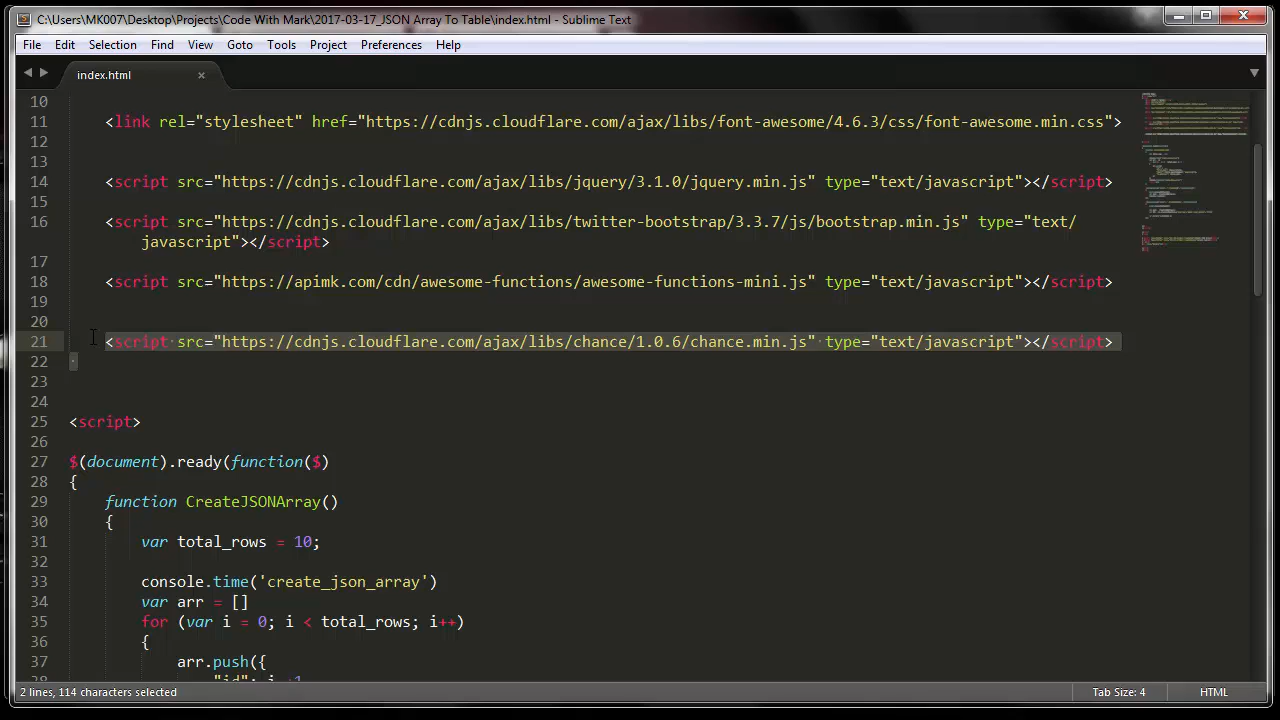 C:\Users\MK007\Desktop\Projects\Code With Mark\2017-03-17_JSON Array To Table\index.html - Sublime Text
File Edit Selection Find View Goto Tools Project Preferences Help
index.html ×
10
11 <link rel="stylesheet" href="https://cdnjs.cloudflare.com/ajax/libs/font-awesome/4.6.3/css/font-awesome.min.css">
12
13
14 <script src="https://cdnjs.cloudflare.com/ajax/libs/jquery/3.1.0/jquery.min.js" type="text/javascript"></script>
15
16 <script src="https://cdnjs.cloudflare.com/ajax/libs/twitter-bootstrap/3.3.7/js/bootstrap.min.js" type="text/
javascript"></script>
17
18 <script src="https://apimk.com/cdn/awesome-functions/awesome-functions-mini.js" type="text/javascript"></script>
19
20
21 <script src="https://cdnjs.cloudflare.com/ajax/libs/chance/1.0.6/chance.min.js" type="text/javascript"></script>
22
23
24
25 <script>
26
27 $(document).ready(function($)
28 {
29 function CreateJSONArray()
30 {
31 var total_rows = 10;
32
33 console.time('create_json_array')
34 var arr = []
35 for (var i = 0; i < total_rows; i++)
36 {
37 arr.push({
38 "id": i +1
2 lines, 114 characters selected
Tab Size: 4 HTML